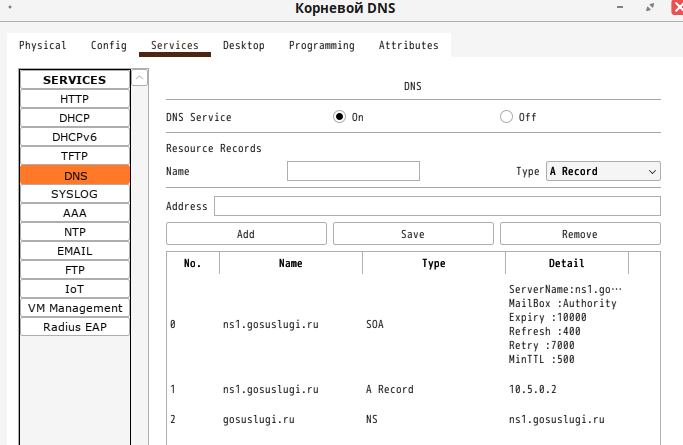 Корневой DNS
Physical Config Services Desktop Programming Attributes
SERVICES
HTTP
DHCP
DHCPv6
TFTP
DNS
SYSLOG
AAA
NTP
EMAIL
FTP
IoT
VM Management
Radius EAP
DNS
DNS Service On Off
Resource Records
Name Type A Record
Address
Add Save Remove
No. Name Type Detail
0 ns1.gosuslugi.ru SOA
ServerName:ns1.go…
MailBox :Authority
Expiry :10000
Refresh :400
Retry :7000
MinTTL :500
1 ns1.gosuslugi.ru A Record 10.5.0.2
2 gosuslugi.ru NS ns1.gosuslugi.ru